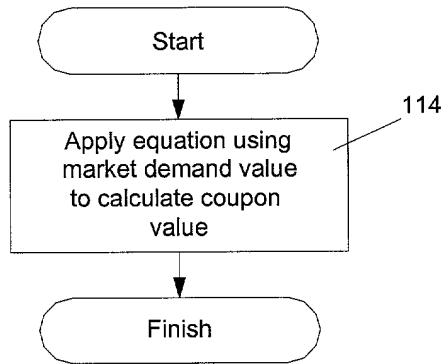 Start
114
Apply equation using
market demand value
to calculate coupon
value
Finish